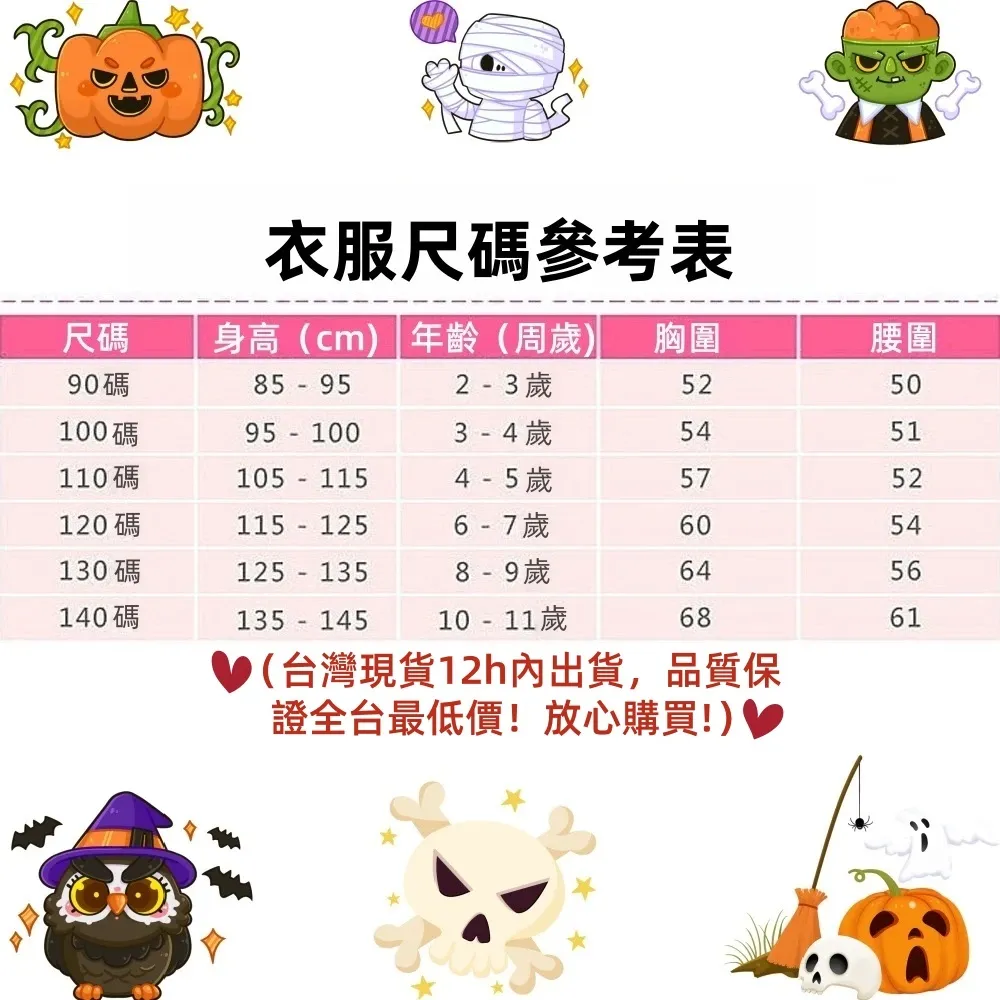 衣服尺碼參考表
尺碼 身高（cm) 年齡（周歲) 胸圍 腰圍
90碼 85 - 95 2 - 3歲 52 50
100碼 95 - 100 3 - 4歲 54 51
110碼 105 - 115 4 - 5歲 57 52
120碼 115 - 125 6 - 7歲 60 54
130碼 125 - 135 8 - 9歲 64 56
140碼 135 - 145 10 - 11歲 68 61
（台灣現貨12h內出貨，品質保
證全台最低價！放心購買!）